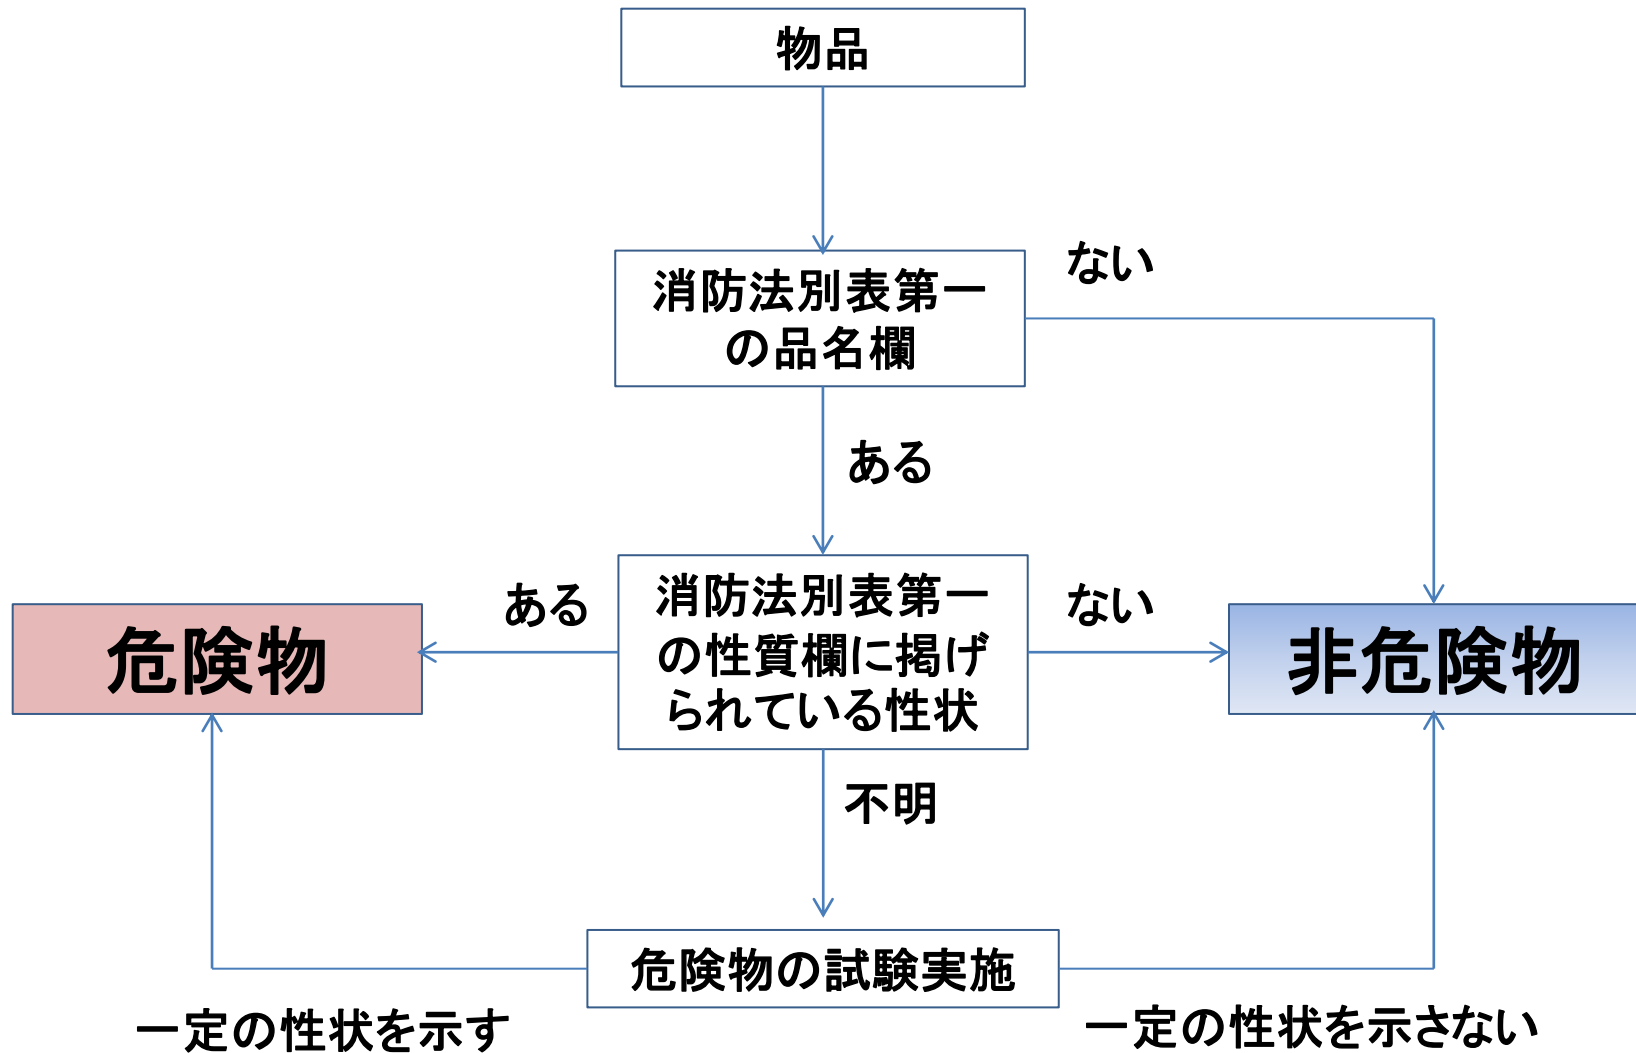 物品
消防法別表第一
の品名欄
ない
ある
危険物
ある
消防法別表第一
の性質欄に掲げ
られている性状
ない
非危険物
不明
危険物の試験実施
一定の性状を示す
一定の性状を示さない